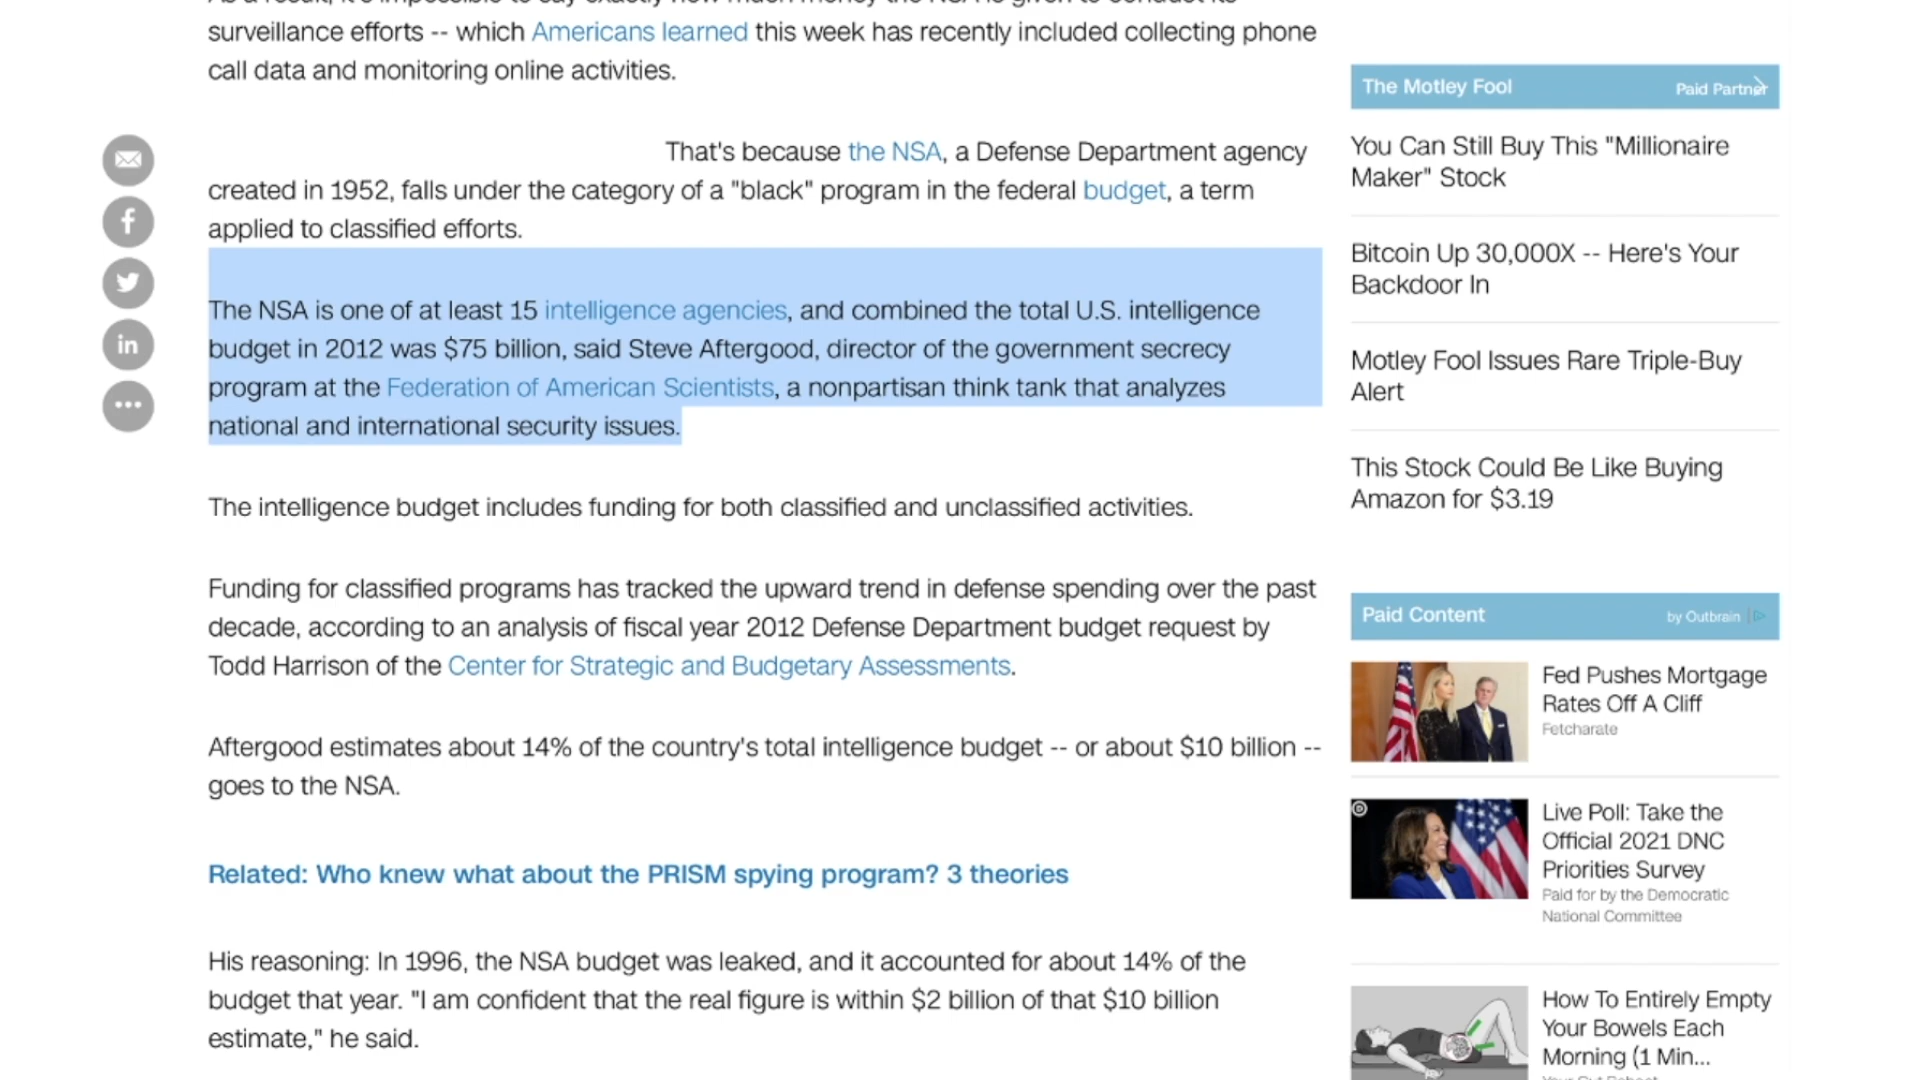 surveillance efforts -- which Americans learned this week has recently included collecting phone
call data and monitoring online activities.
That's because the NSA, a Defense Department agency
created in 1952, falls under the category of a "black" program in the federal budget, a term
applied to classified efforts.
The NSA is one of at least 15 intelligence agencies, and combined the total U.S. intelligence
budget in 2012 was $75 billion, said Steve Aftergood, director of the government secrecy
program at the Federation of American Scientists, a nonpartisan think tank that analyzes
national and international security issues.
The intelligence budget includes funding for both classified and unclassified activities.
Funding for classified programs has tracked the upward trend in defense spending over the past
decade, according to an analysis of fiscal year 2012 Defense Department budget request by
Todd Harrison of the Center for Strategic and Budgetary Assessments.
Aftergood estimates about 14% of the country's total intelligence budget -- or about $10 billion --
goes to the NSA.
Related: Who knew what about the PRISM spying program? 3 theories
His reasoning: In 1996, the NSA budget was leaked, and it accounted for about 14% of the
budget that year. "I am confident that the real figure is within $2 billion of that $10 billion
estimate," he said.
The Motley Fool
Paid Partner
You Can Still Buy This "Millionaire
Maker" Stock
Bitcoin Up 30,000X -- Here's Your
Backdoor In
Motley Fool Issues Rare Triple-Buy
Alert
This Stock Could Be Like Buying
Amazon for $3.19
Paid Content
by Outbrain
Fed Pushes Mortgage
Rates Off A Cliff
Fetcharate
Live Poll: Take the
Official 2021 DNC
Priorities Survey
Paid for by the Democratic
National Committee
How To Entirely Empty
Your Bowels Each
Morning (1 Min...